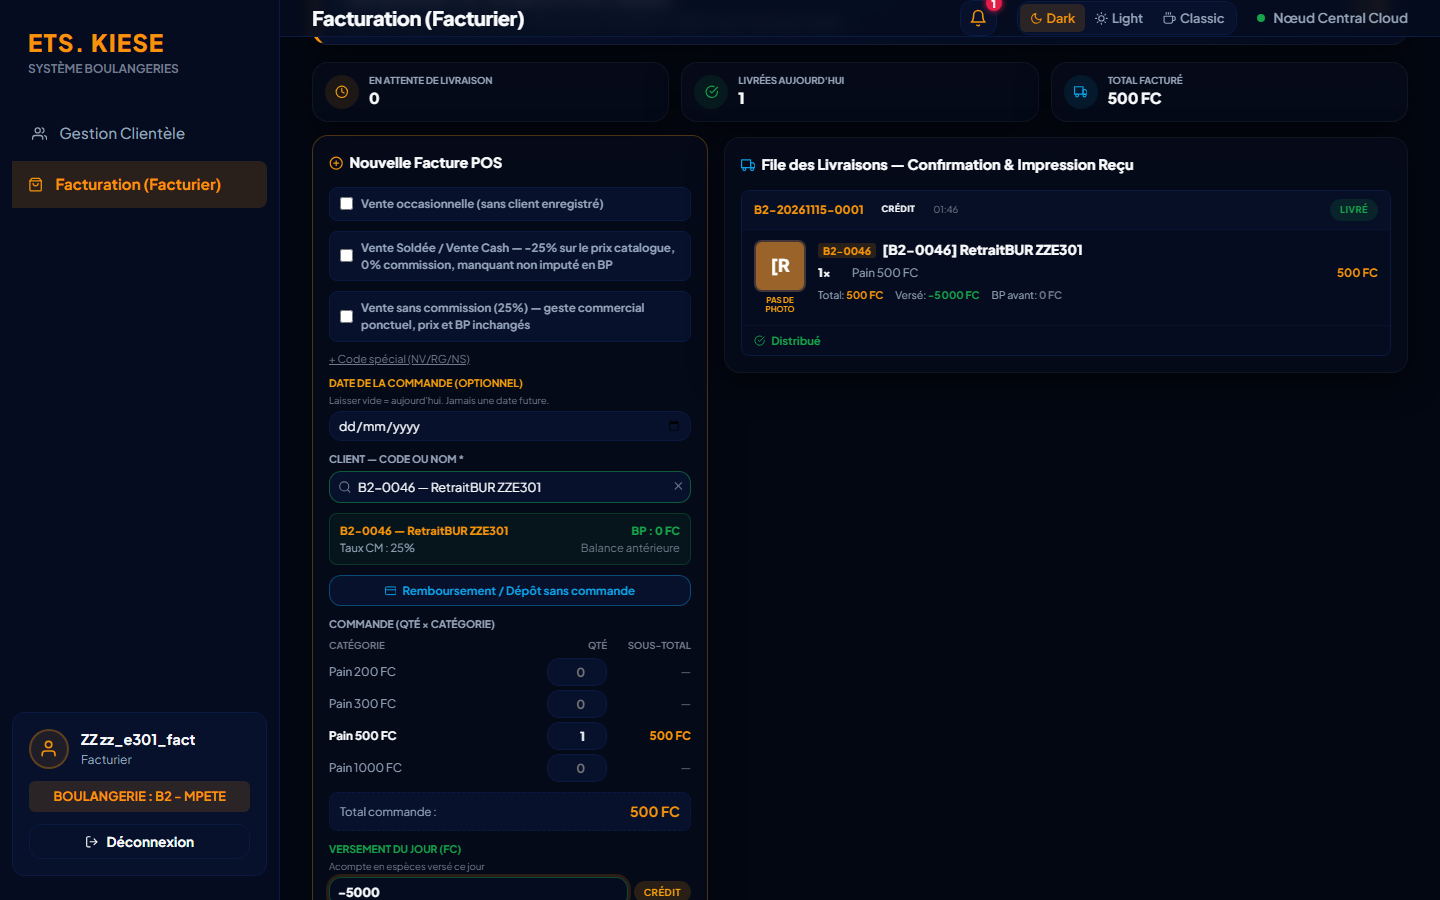 ETS. KIESE
SYSTÈME BOULANGERIES
Gestion Clientèle
Facturation (Facturier)
ZZ zz_e301_fact
Facturier
BOULANGERIE : B2 - MPETE
Déconnexion
Facturation (Facturier)
1
Dark
Light
Classic
Nœud Central Cloud
EN ATTENTE DE LIVRAISON
0
LIVRÉES AUJOURD'HUI
1
TOTAL FACTURÉ
500 FC
Nouvelle Facture POS
Vente occasionnelle (sans client enregistré)
Vente Soldée / Vente Cash — -25% sur le prix catalogue,
0% commission, manquant non imputé en BP
Vente sans commission (25%) — geste commercial
ponctuel, prix et BP inchangés
+ Code spécial (NV/RG/NS)
DATE DE LA COMMANDE (OPTIONNEL)
Laisser vide = aujourd'hui. Jamais une date future.
dd/mm/yyyy
CLIENT — CODE OU NOM *
B2-0046 — RetraitBUR ZZE301
×
B2-0046 — RetraitBUR ZZE301
BP : 0 FC
Taux CM : 25%
Balance antérieure
Remboursement / Dépôt sans commande
COMMANDE (QTÉ × CATÉGORIE)
CATÉGORIE QTÉ SOUS-TOTAL
Pain 200 FC 0 —
Pain 300 FC 0 —
Pain 500 FC 1 500 FC
Pain 1000 FC 0 —
Total commande : 500 FC
VERSEMENT DU JOUR (FC)
Acompte en espèces versé ce jour
-5000
CRÉDIT
File des Livraisons — Confirmation & Impression Reçu
B2-20261115-0001 CRÉDIT 01:46 LIVRÉ
[R
PAS DE
PHOTO
B2-0046 [B2-0046] RetraitBUR ZZE301
1× Pain 500 FC 500 FC
Total: 500 FC Versé: -5000 FC BP avant: 0 FC
Distribué